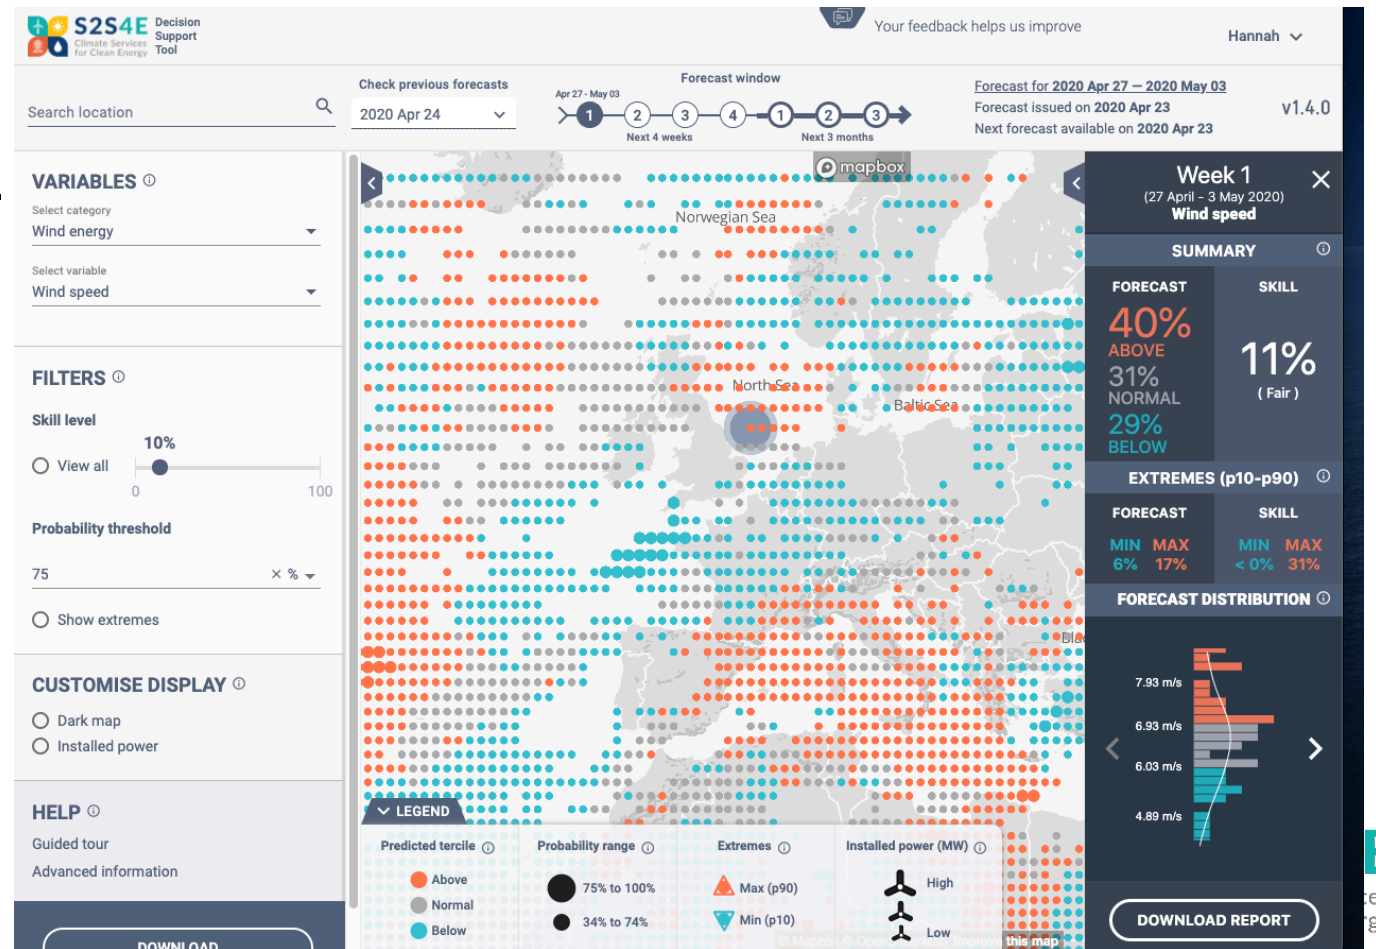 S2S4E
Climate Services
for Clean Energy
Decision
Support
Tool
Your feedback helps us improve
Hannah
Search location
Check previous forecasts
2020 Apr 24
Forecast window
Apr 27 - May 03
1 2 3 4 1 2 3
Next 4 weeks
Next 3 months
Forecast for 2020 Apr 27 — 2020 May 03
Forecast issued on 2020 Apr 23
Next forecast available on 2020 Apr 23
v1.4.0
VARIABLES
Select category
Wind energy
Select variable
Wind speed
FILTERS
Skill level
10%
View all
0 100
Probability threshold
75 × %
Show extremes
CUSTOMISE DISPLAY
Dark map
Installed power
HELP
Guided tour
Advanced information
DOWNLOAD
mapbox
Norwegian Sea
North Sea
Baltic Sea
LEGEND
Predicted tercile
Above
Normal
Below
Probability range
75% to 100%
34% to 74%
Extremes
Max (p90)
Min (p10)
Installed power (MW)
High
Low
© Mapbox © Improve this map
Week 1
(27 April - 3 May 2020)
Wind speed
SUMMARY
FORECAST SKILL
40%
ABOVE
31%
NORMAL
29%
BELOW
11%
( Fair )
EXTREMES (p10-p90)
FORECAST SKILL
MIN MAX MIN MAX
6% 17% < 0% 31%
FORECAST DISTRIBUTION
7.93 m/s
6.93 m/s
6.03 m/s
4.89 m/s
DOWNLOAD REPORT